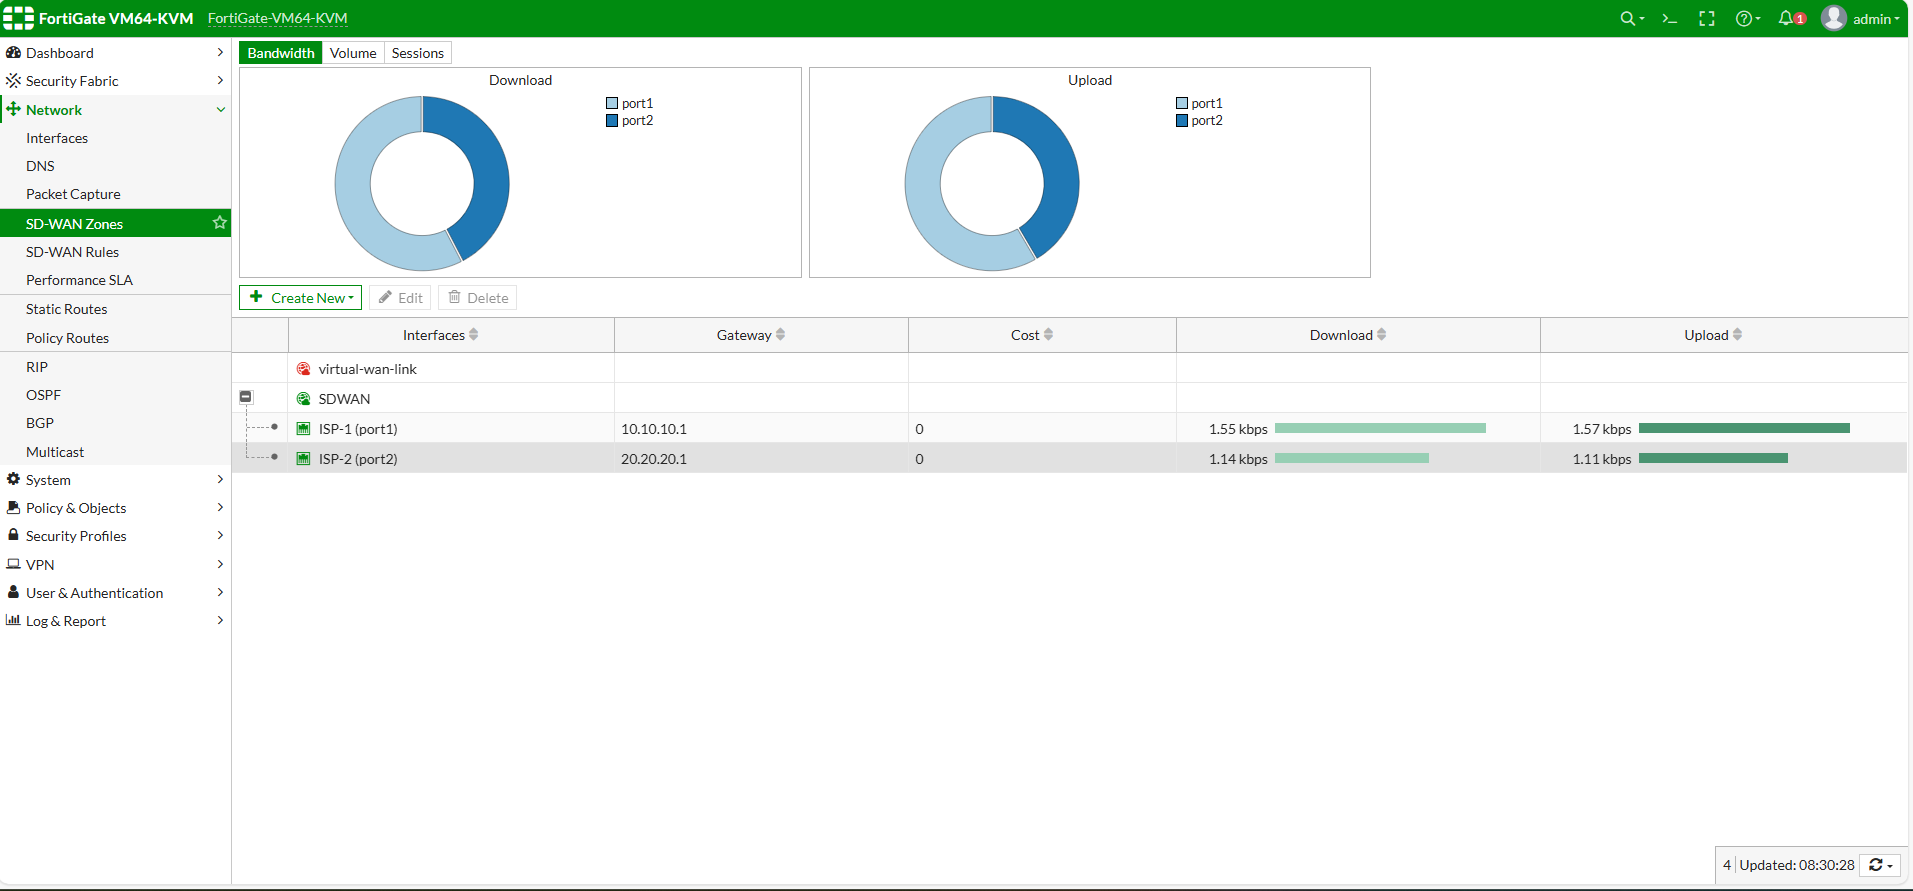 FortiGate VM64-KVM FortiGate-VM64-KVM 1 admin
Dashboard
Security Fabric
Network
Interfaces
DNS
Packet Capture
SD-WAN Zones
SD-WAN Rules
Performance SLA
Static Routes
Policy Routes
RIP
OSPF
BGP
Multicast
System
Policy & Objects
Security Profiles
VPN
User & Authentication
Log & Report
Bandwidth Volume Sessions
Download
port1
port2
Upload
port1
port2
Create New Edit Delete
Interfaces Gateway Cost Download Upload
virtual-wan-link
SDWAN
ISP-1 (port1) 10.10.10.1 0 1.55 kbps 1.57 kbps
ISP-2 (port2) 20.20.20.1 0 1.14 kbps 1.11 kbps
4 Updated: 08:30:28